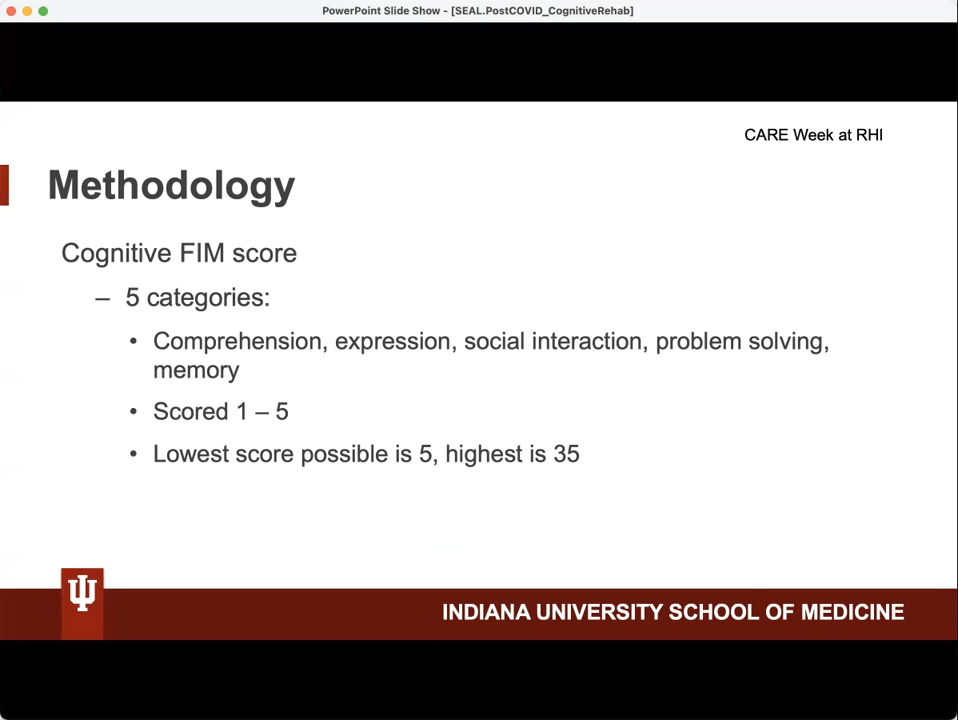 PowerPoint Slide Show - [SEAL.PostCOVID_CognitiveRehab]
CARE Week at RHI
Methodology
Cognitive FIM score
– 5 categories:
• Comprehension, expression, social interaction, problem solving,
memory
• Scored 1 – 5
• Lowest score possible is 5, highest is 35
INDIANA UNIVERSITY SCHOOL OF MEDICINE